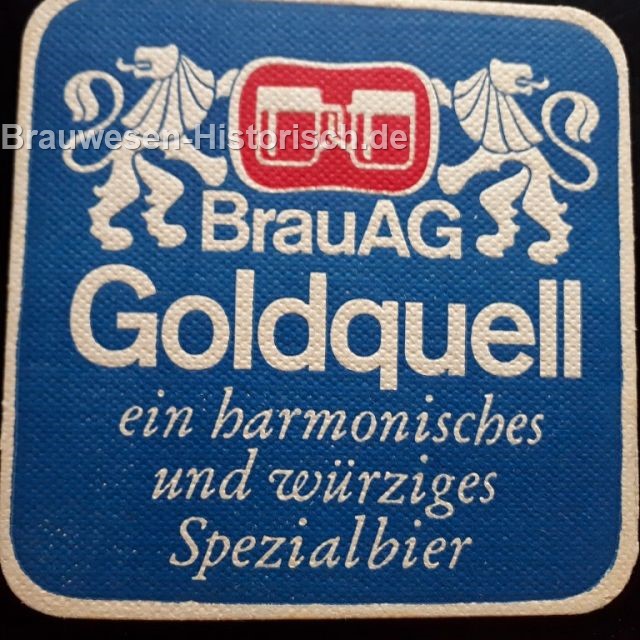 Brauwesen-Historisch.de
BrauAG
Goldquell
ein harmonisches
und würziges
Spezialbier